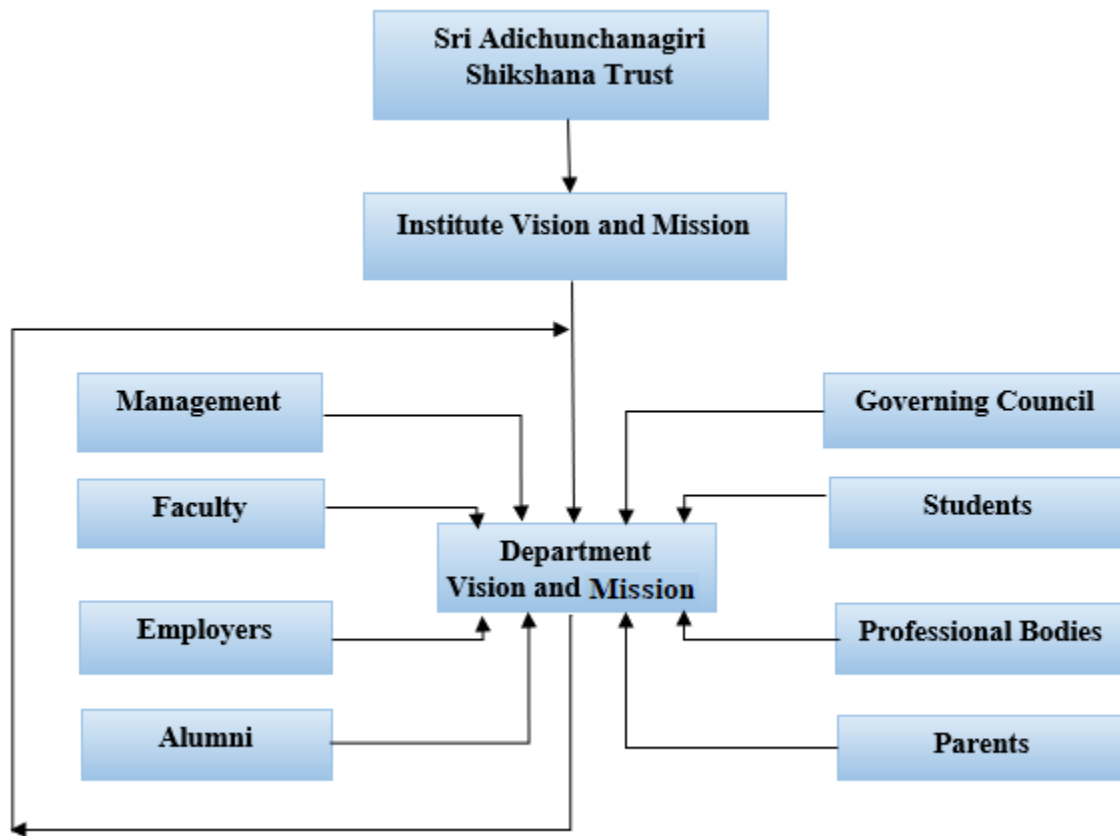 Sri Adichunchanagiri
Shikshana Trust
Institute Vision and Mission
Management
Governing Council
Faculty
Students
Department
Vision and Mission
Employers
Professional Bodies
Alumni
Parents